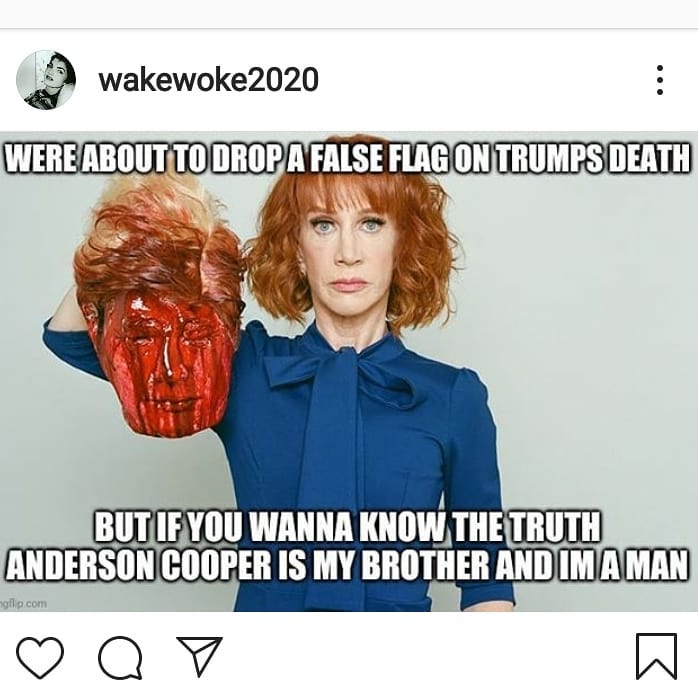 wakewoke2020
WERE ABOUT TO DROP A FALSE FLAG ON TRUMPS DEATH
BUT IF YOU WANNA KNOW THE TRUTH
ANDERSON COOPER IS MY BROTHER AND IM A MAN
ngflip.com